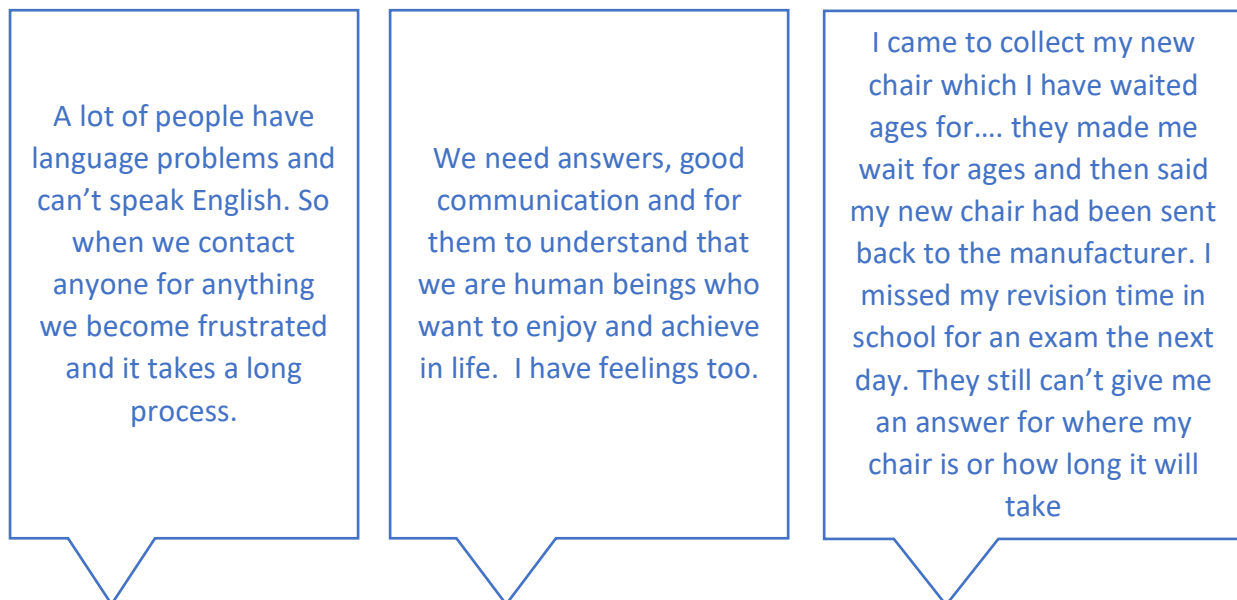 A lot of people have
language problems and
can’t speak English. So
when we contact
anyone for anything
we become frustrated
and it takes a long
process.
We need answers, good
communication and for
them to understand that
we are human beings who
want to enjoy and achieve
in life.  I have feelings too.
I came to collect my new
chair which I have waited
ages for…. they made me
wait for ages and then said
my new chair had been sent
back to the manufacturer. I
missed my revision time in
school for an exam the next
day. They still can’t give me
an answer for where my
chair is or how long it will
take